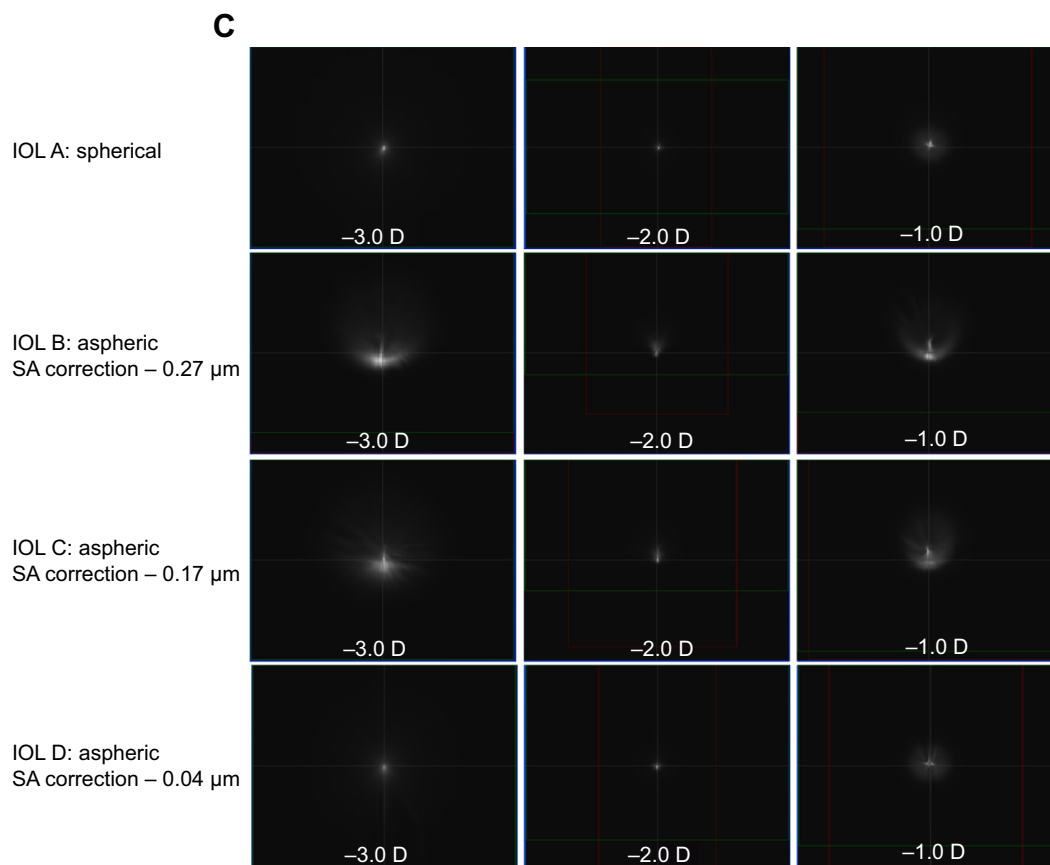 C
IOL A: spherical
–3.0 D
–2.0 D
–1.0 D
IOL B: aspheric
SA correction – 0.27 µm
–3.0 D
–2.0 D
–1.0 D
IOL C: aspheric
SA correction – 0.17 µm
–3.0 D
–2.0 D
–1.0 D
IOL D: aspheric
SA correction – 0.04 µm
–3.0 D
–2.0 D
–1.0 D